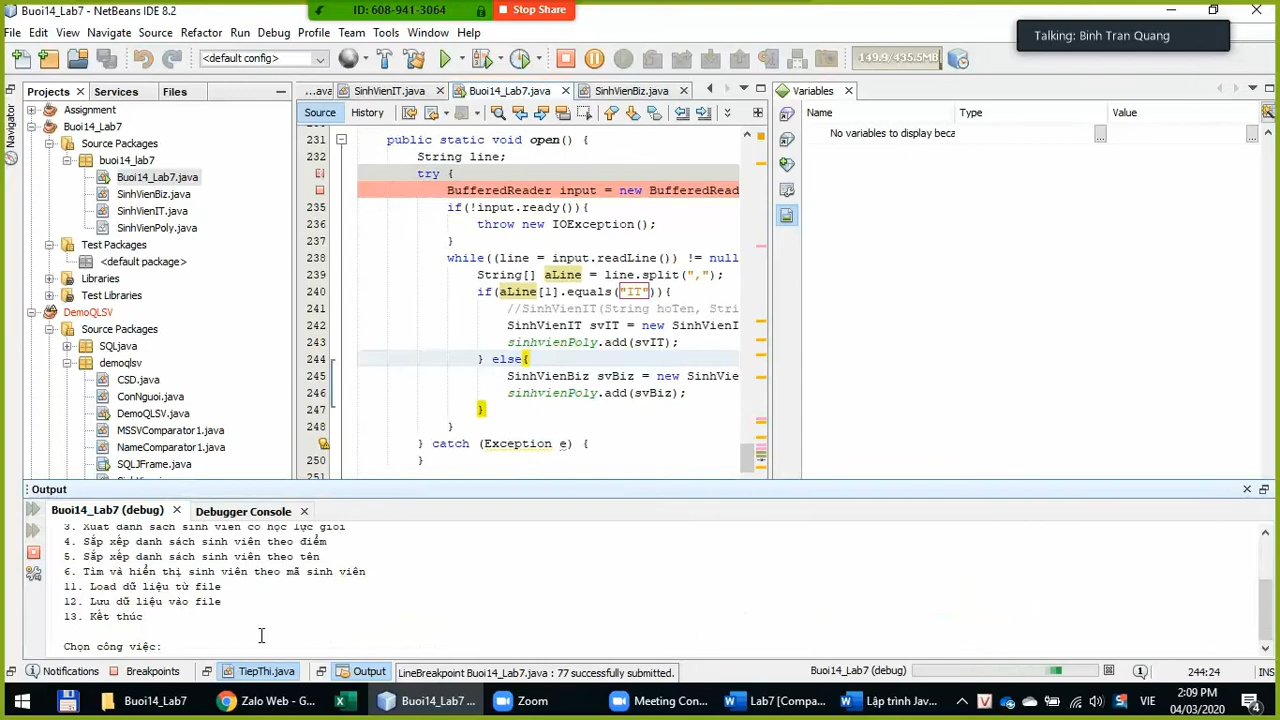 Buoi14_Lab7 - NetBeans IDE 8.2
ID: 608-941-3064
Stop Share
Talking: Binh Tran Quang
File Edit View Navigate Source Refactor Run Debug Profile Team Tools Window Help
<default config>
149.9/435.5MB
Projects Services Files
...ava SinhVienIT.java Buoi14_Lab7.java SinhVienBiz.java
Variables
Source History
Name Type Value
No variables to display beca
Navigator
Assignment
Buoi14_Lab7
Source Packages
buoi14_lab7
Buoi14_Lab7.java
SinhVienBiz.java
SinhVienIT.java
SinhVienPoly.java
Test Packages
<default package>
Libraries
Test Libraries
DemoQLSV
Source Packages
SQLjava
demoqlsv
CSD.java
ConNguoi.java
DemoQLSV.java
MSSVComparator1.java
NameComparator1.java
SQLJFrame.java
231 public static void open() {
232 String line;
try {
BufferedReader input = new BufferedRead
235 if(!input.ready()){
236 throw new IOException();
237 }
238 while((line = input.readLine()) != null
239 String[] aLine = line.split(",");
240 if(aLine[1].equals("IT")){
241 //SinhVienIT(String hoTen, Stri
242 SinhVienIT svIT = new SinhVienI
243 sinhvienPoly.add(svIT);
244 } else{
245 SinhVienBiz svBiz = new SinhVie
246 sinhvienPoly.add(svBiz);
247 }
248 }
} catch (Exception e) {
250 }
Output
Buoi14_Lab7 (debug) Debugger Console
3. Xuất danh sách sinh viên có học lực giỏi
4. Sắp xếp danh sách sinh viên theo điểm
5. Sắp xếp danh sách sinh viên theo tên
6. Tìm và hiển thị sinh viên theo mã sinh viên
11. Load dữ liệu từ file
12. Lưu dữ liệu vào file
13. Kết thúc
Chọn công việc:
Notifications Breakpoints TiepThi.java Output LineBreakpoint Buoi14_Lab7.java : 77 successfully submitted. Buoi14_Lab7 (debug) 244:24 INS
Buoi14_Lab7 Zalo Web - G... Buoi14_Lab7 ... Zoom Meeting Con... Lab7 [Compa... Lập trình Jav... VIE
2:09 PM
04/03/2020